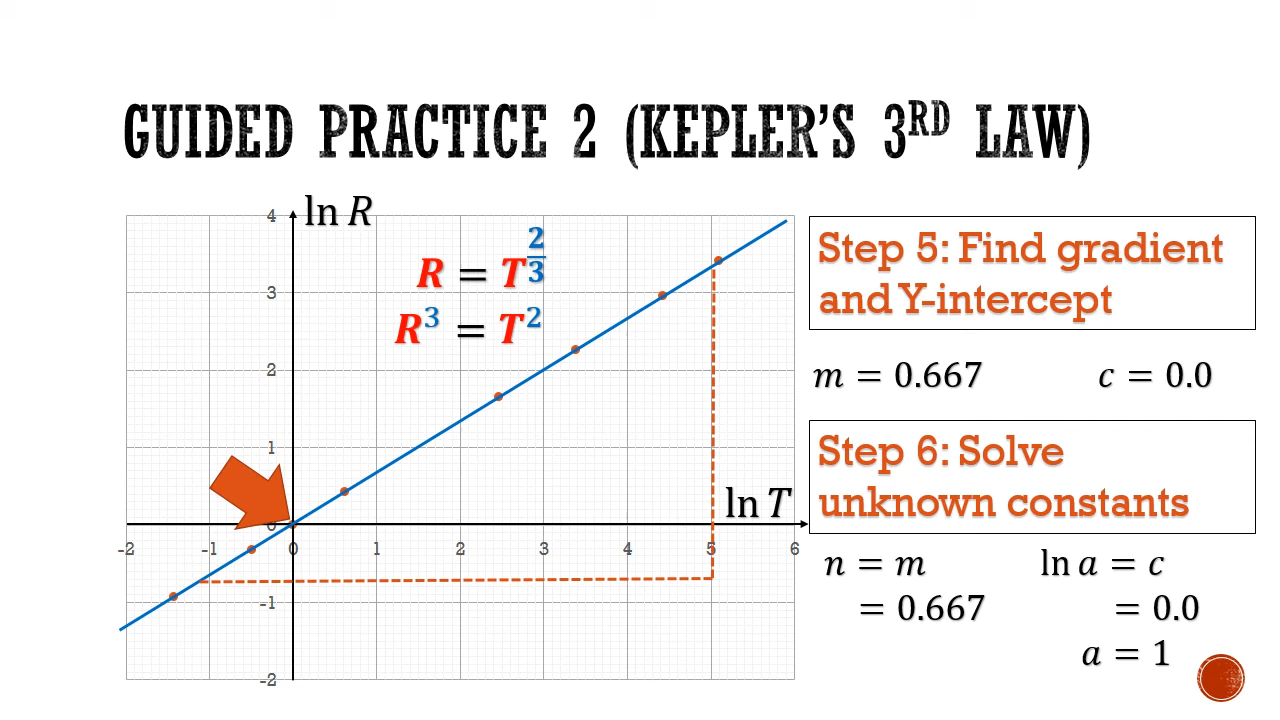 GUIDED PRACTICE 2 (KEPLER'S 3RD LAW)
ln R
4
3
2
1
0
-1
-2
R = T^(2/3)
R³ = T²
ln T
-2 -1 0 1 2 3 4 5 6
Step 5: Find gradient
and Y-intercept
m = 0.667 c = 0.0
Step 6: Solve
unknown constants
n = m ln a = c
= 0.667 = 0.0
a = 1